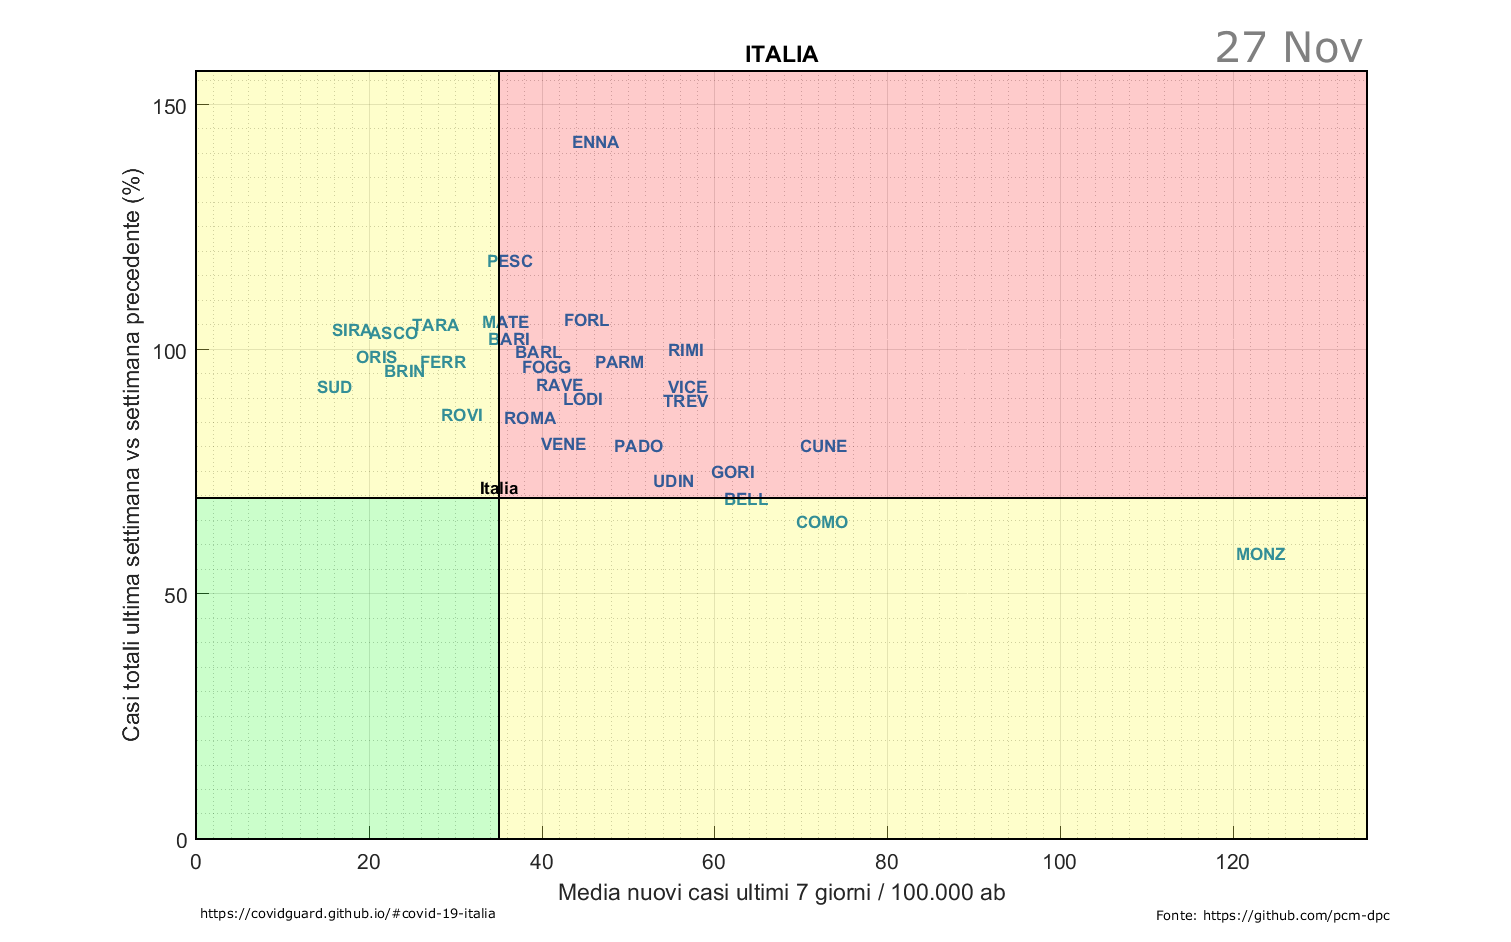 ITALIA
27 Nov
Casi totali ultima settimana vs settimana precedente (%)
150
100
50
0
ENNA
PESC
SIRA
ASCO
TARA
MATE
FORL
BARI
ORIS
FERR
BARL
PARM
RIMI
BRIN
FOGG
SUD
RAVE
VICE
LODI
TREV
ROVI
ROMA
VENE
PADO
CUNE
GORI
UDIN
Italia
BELL
COMO
MONZ
0 20 40 60 80 100 120
Media nuovi casi ultimi 7 giorni / 100.000 ab
https://covidguard.github.io/#covid-19-italia
Fonte: https://github.com/pcm-dpc